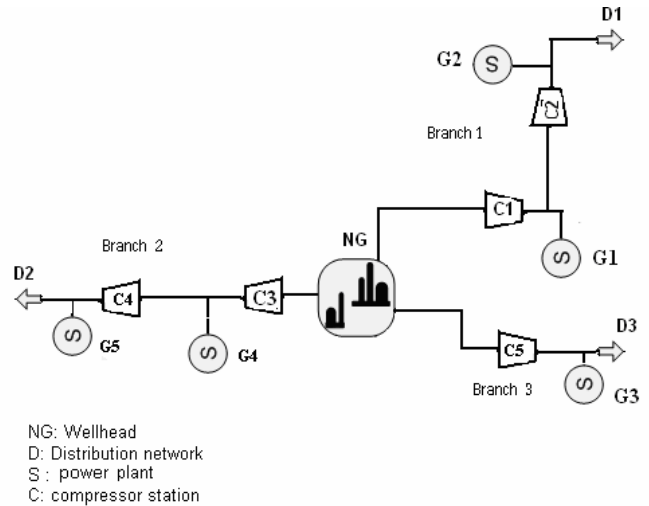 D1
G2
S
C2
Branch 1
C1
NG
S
G1
Branch 2
D2
C4
C3
S
G5
S
G4
C5
D3
Branch 3
S
G3
NG: Wellhead
D: Distribution network
S : power plant
C: compressor station